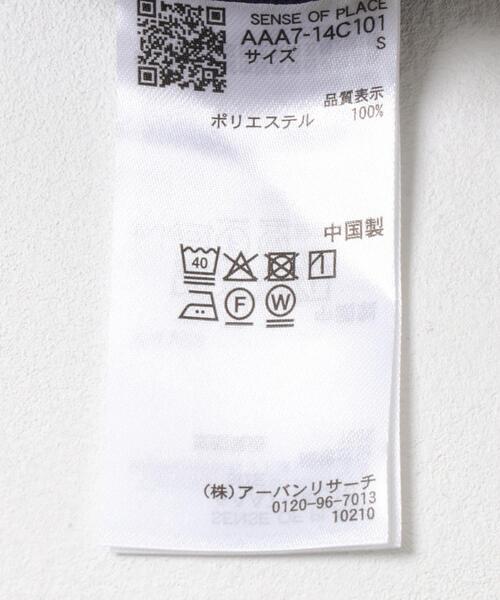 SENSE OF PLACE
AAA7-14C101
サイズ S
品質表示
ポリエステル 100%
中国製
40
F W
(株)アーバンリサーチ
0120-96-7013
10210